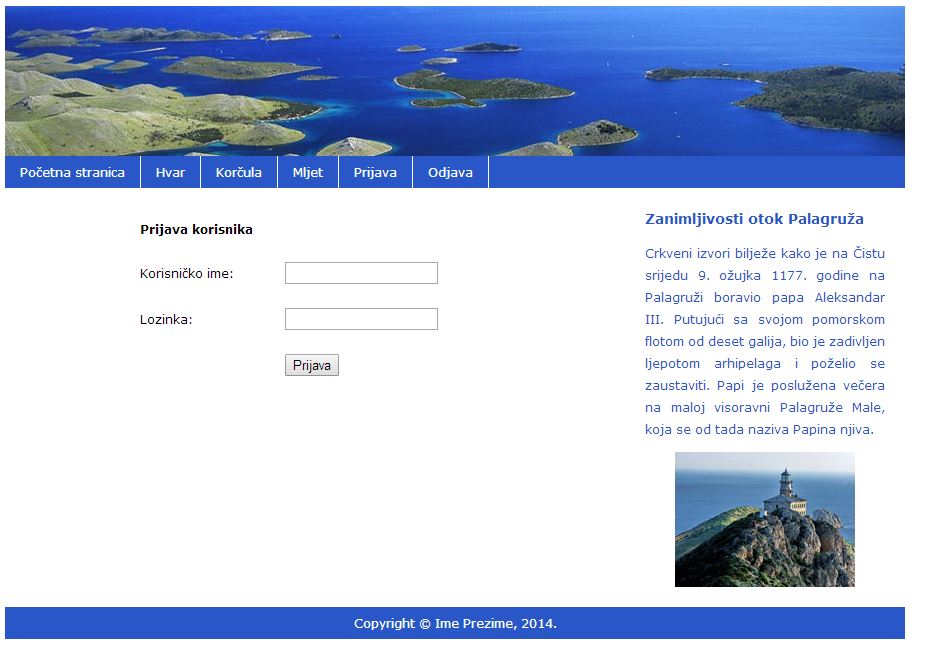 Početna stranica Hvar Korčula Mljet Prijava Odjava
Prijava korisnika
Korisničko ime:
Lozinka:
Prijava
Zanimljivosti otok Palagruža
Crkveni izvori bilježe kako je na Čistu
srijedu 9. ožujka 1177. godine na
Palagruži boravio papa Aleksandar
III. Putujući sa svojom pomorskom
flotom od deset galija, bio je zadivljen
ljepotom arhipelaga i poželio se
zaustaviti. Papi je poslužena večera
na maloj visoravni Palagruže Male,
koja se od tada naziva Papina njiva.
Copyright © Ime Prezime, 2014.